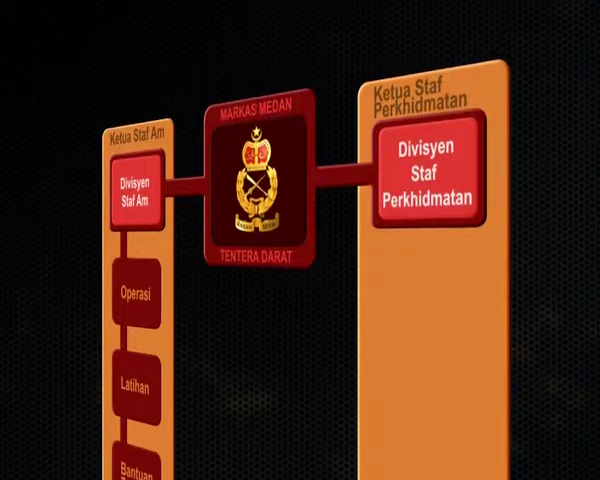 Ketua Staf Am
Divisyen
Staf Am
Operasi
Latihan
Bantuan
MARKAS MEDAN
TENTERA DARAT
Ketua Staf
Perkhidmatan
Divisyen
Staf
Perkhidmatan